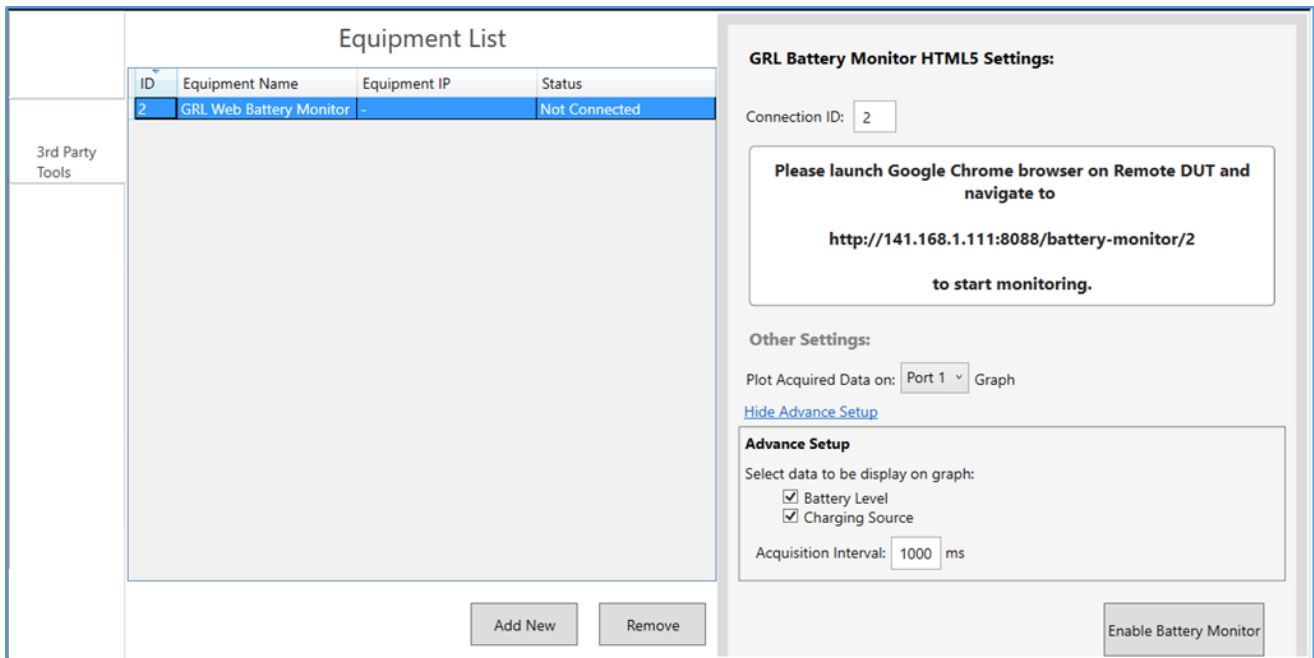 Equipment List
ID Equipment Name Equipment IP Status
2 GRL Web Battery Monitor - Not Connected
3rd Party
Tools
Add New Remove
GRL Battery Monitor HTML5 Settings:
Connection ID: 2
Please launch Google Chrome browser on Remote DUT and
navigate to
http://141.168.1.111:8088/battery-monitor/2
to start monitoring.
Other Settings:
Plot Acquired Data on: Port 1 Graph
Hide Advance Setup
Advance Setup
Select data to be display on graph:
Battery Level
Charging Source
Acquisition Interval: 1000 ms
Enable Battery Monitor